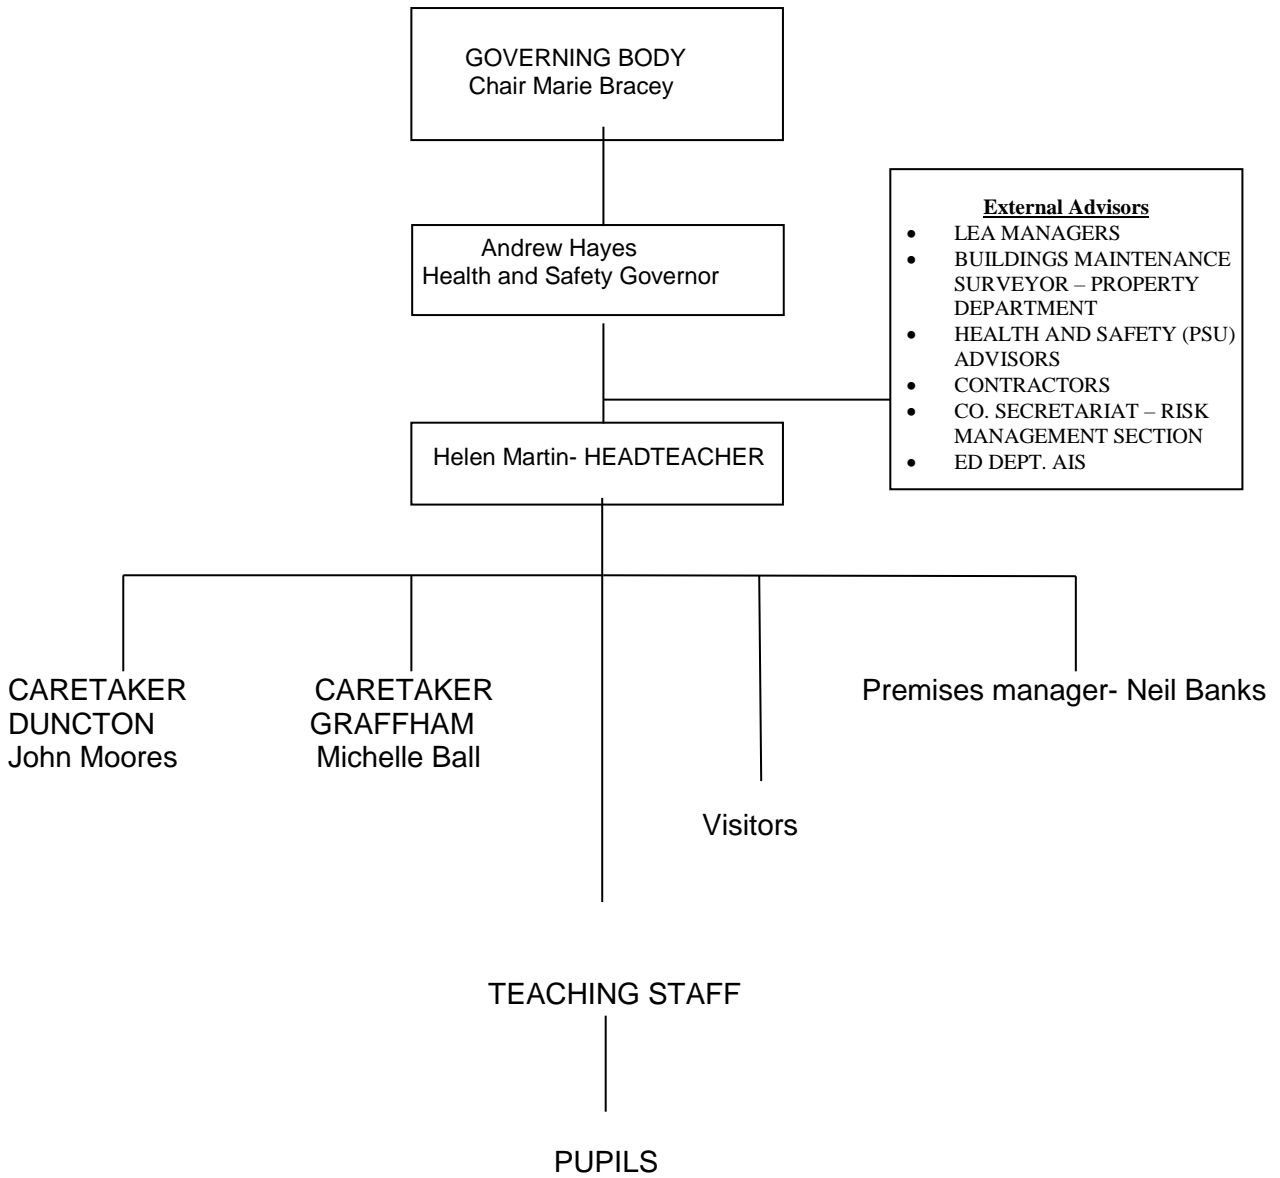 GOVERNING BODY
Chair Marie Bracey
Andrew Hayes
Health and Safety Governor
External Advisors
• LEA MANAGERS
• BUILDINGS MAINTENANCE
SURVEYOR – PROPERTY
DEPARTMENT
• HEALTH AND SAFETY (PSU)
ADVISORS
• CONTRACTORS
• CO. SECRETARIAT – RISK
MANAGEMENT SECTION
• ED DEPT. AIS
Helen Martin- HEADTEACHER
CARETAKER
DUNCTON
John Moores
CARETAKER
GRAFFHAM
Michelle Ball
Premises manager- Neil Banks
Visitors
TEACHING STAFF
PUPILS